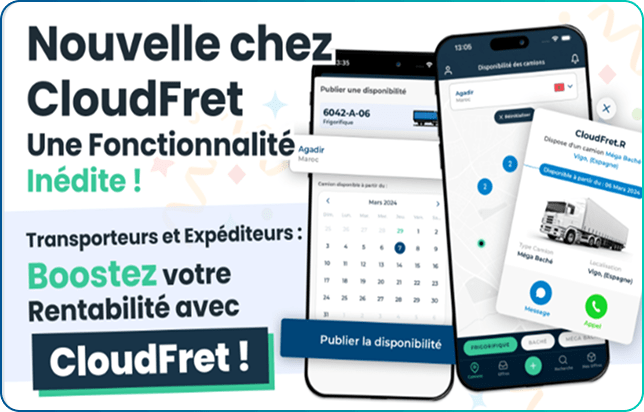 Nouvelle chez
CloudFret
Une Fonctionnalité
Inédite !
Transporteurs et Expéditeurs :
Boostez votre
Rentabilité avec
CloudFret !
3:35
Publier une disponibilité
6042-A-06
Frigorifique
Agadir
Maroc
Camion disponible à partir du :
Mars 2024
29 1 2
3 4 5 6 7 8 9
10 11 12 13 14 15 16
17 18 19 20 21 22 23
24 25 26 27 28 29 30
31
Publier la disponibilité
13:05
Disponibilité des camions
Agadir
Maroc
Réinitialiser
2
2
CloudFret.R
Dispose d'un camion Méga Baché
Vigo, (Espagne)
Disponible à partir du : 06 Mars 2024
Type Camion
Méga Baché
Localisation
Vigo, (Espagne)
Message
Appel
FRIGORIFIQUE
BACHÉ
MÉGA BACHÉ
Camions
Offres
Recherche
Mes Offres